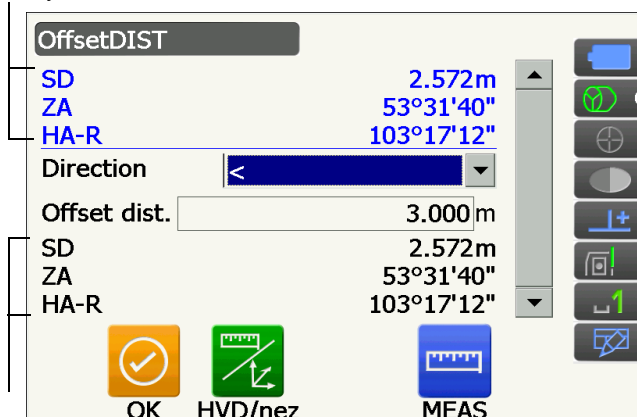 OffsetDIST
SD 2.572m
ZA 53°31'40"
HA-R 103°17'12"
Direction <
Offset dist. 3.000 m
SD 2.572m
ZA 53°31'40"
HA-R 103°17'12"
1
OK HVD/nez MEAS